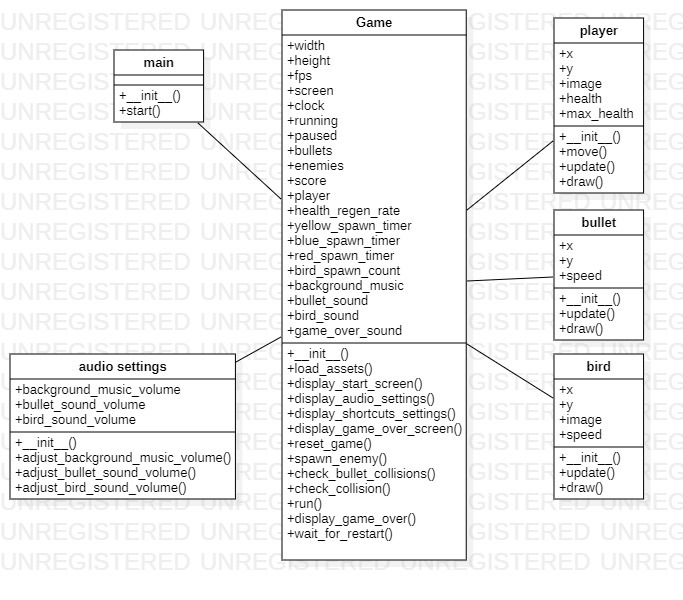 main
+__init__()
+start()
Game
+width
+height
+fps
+screen
+clock
+running
+paused
+bullets
+enemies
+score
+player
+health_regen_rate
+yellow_spawn_timer
+blue_spawn_timer
+red_spawn_timer
+bird_spawn_count
+background_music
+bullet_sound
+bird_sound
+game_over_sound
+__init__()
+load_assets()
+display_start_screen()
+display_audio_settings()
+display_shortcuts_settings()
+display_game_over_screen()
+reset_game()
+spawn_enemy()
+check_bullet_collisions()
+check_collision()
+run()
+display_game_over()
+wait_for_restart()
player
+x
+y
+image
+health
+max_health
+__init__()
+move()
+update()
+draw()
bullet
+x
+y
+speed
+__init__()
+update()
+draw()
bird
+x
+y
+image
+speed
+__init__()
+update()
+draw()
audio settings
+background_music_volume
+bullet_sound_volume
+bird_sound_volume
+__init__()
+adjust_background_music_volume()
+adjust_bullet_sound_volume()
+adjust_bird_sound_volume()
UNREGISTERED